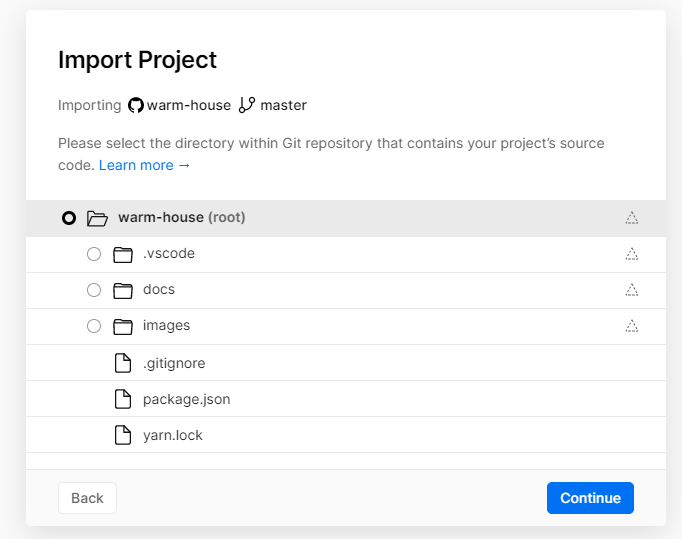 Import Project
Importing warm-house master
Please select the directory within Git repository that contains your project’s source
code. Learn more →
warm-house (root)
.vscode
docs
images
.gitignore
package.json
yarn.lock
Back Continue